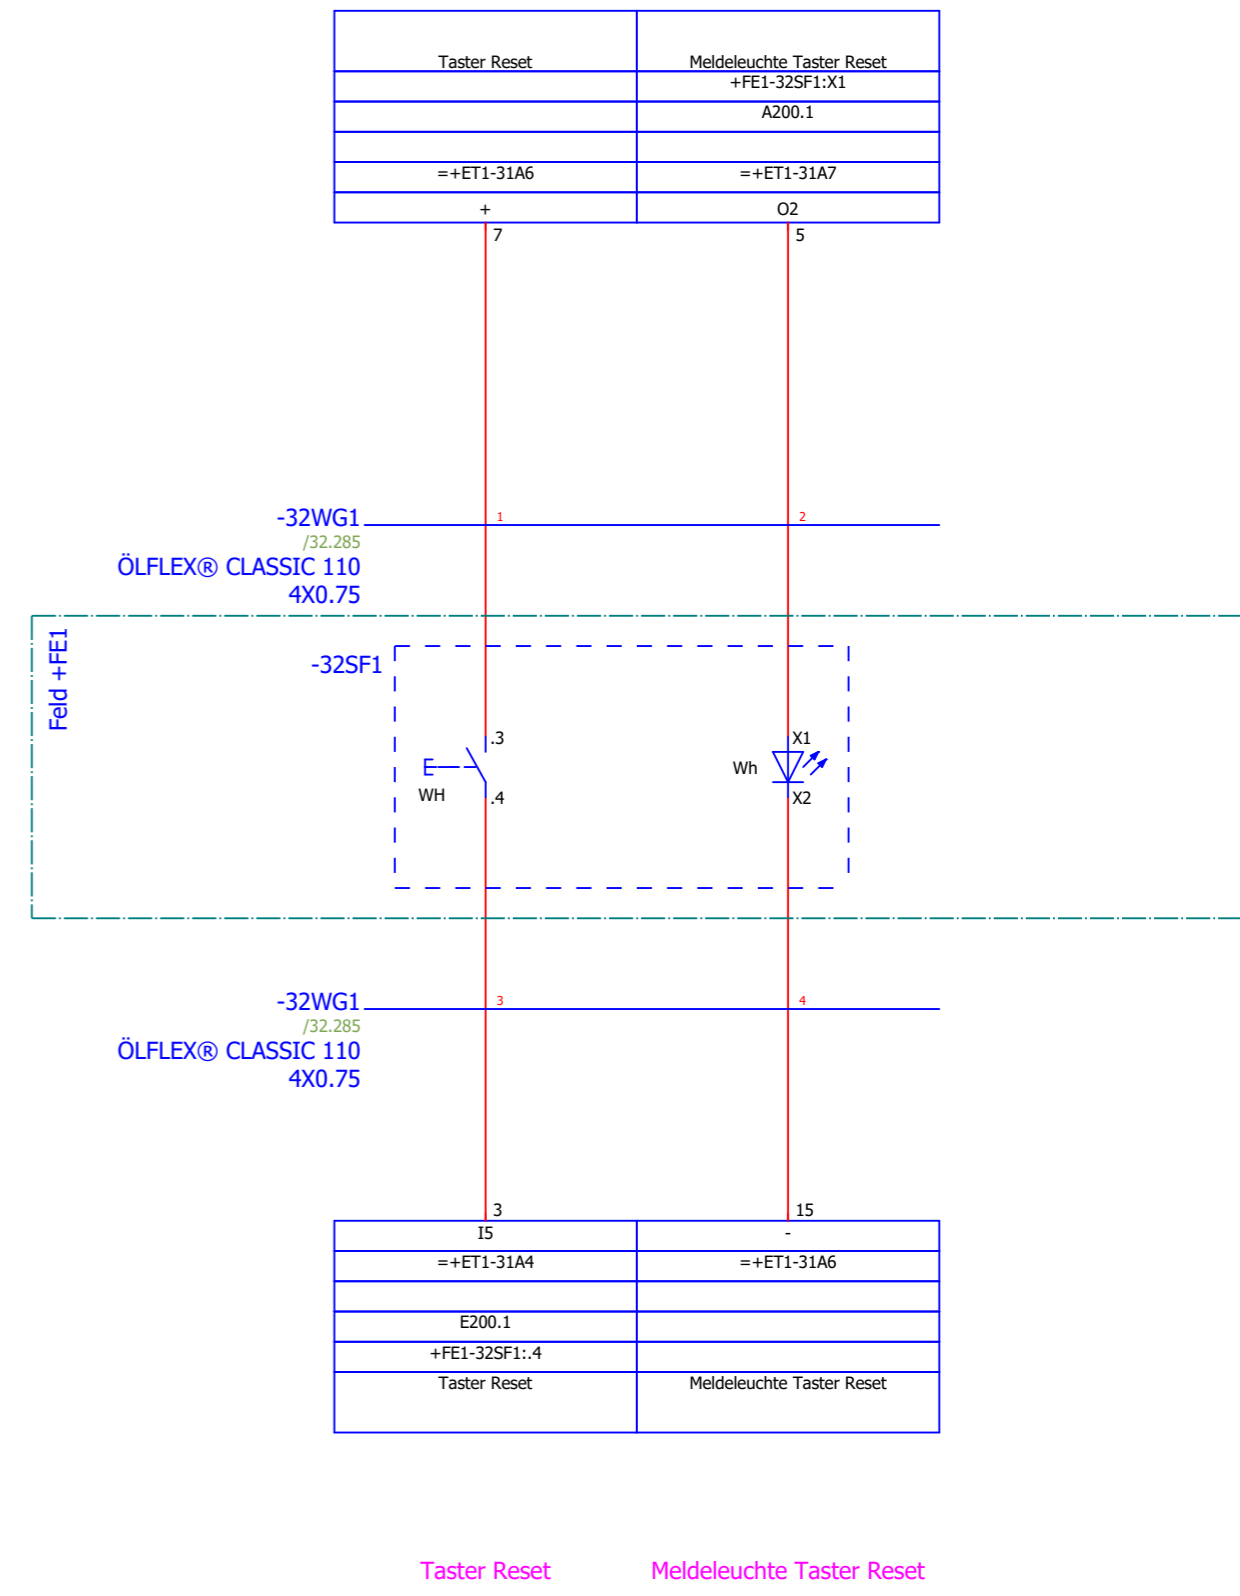 Taster Reset Meldeleuchte Taster Reset
+FE1-32SF1:X1
A200.1
=+ET1-31A6 =+ET1-31A7
+ O2
7 5
-32WG1 1 2
/32.285
ÖLFLEX® CLASSIC 110
4X0.75
Feld +FE1
-32SF1
.3 X1
Wh
WH .4 X2
-32WG1 3 4
/32.285
ÖLFLEX® CLASSIC 110
4X0.75
3 15
I5 -
=+ET1-31A4 =+ET1-31A6
E200.1
+FE1-32SF1:.4
Taster Reset Meldeleuchte Taster Reset
Taster Reset Meldeleuchte Taster Reset